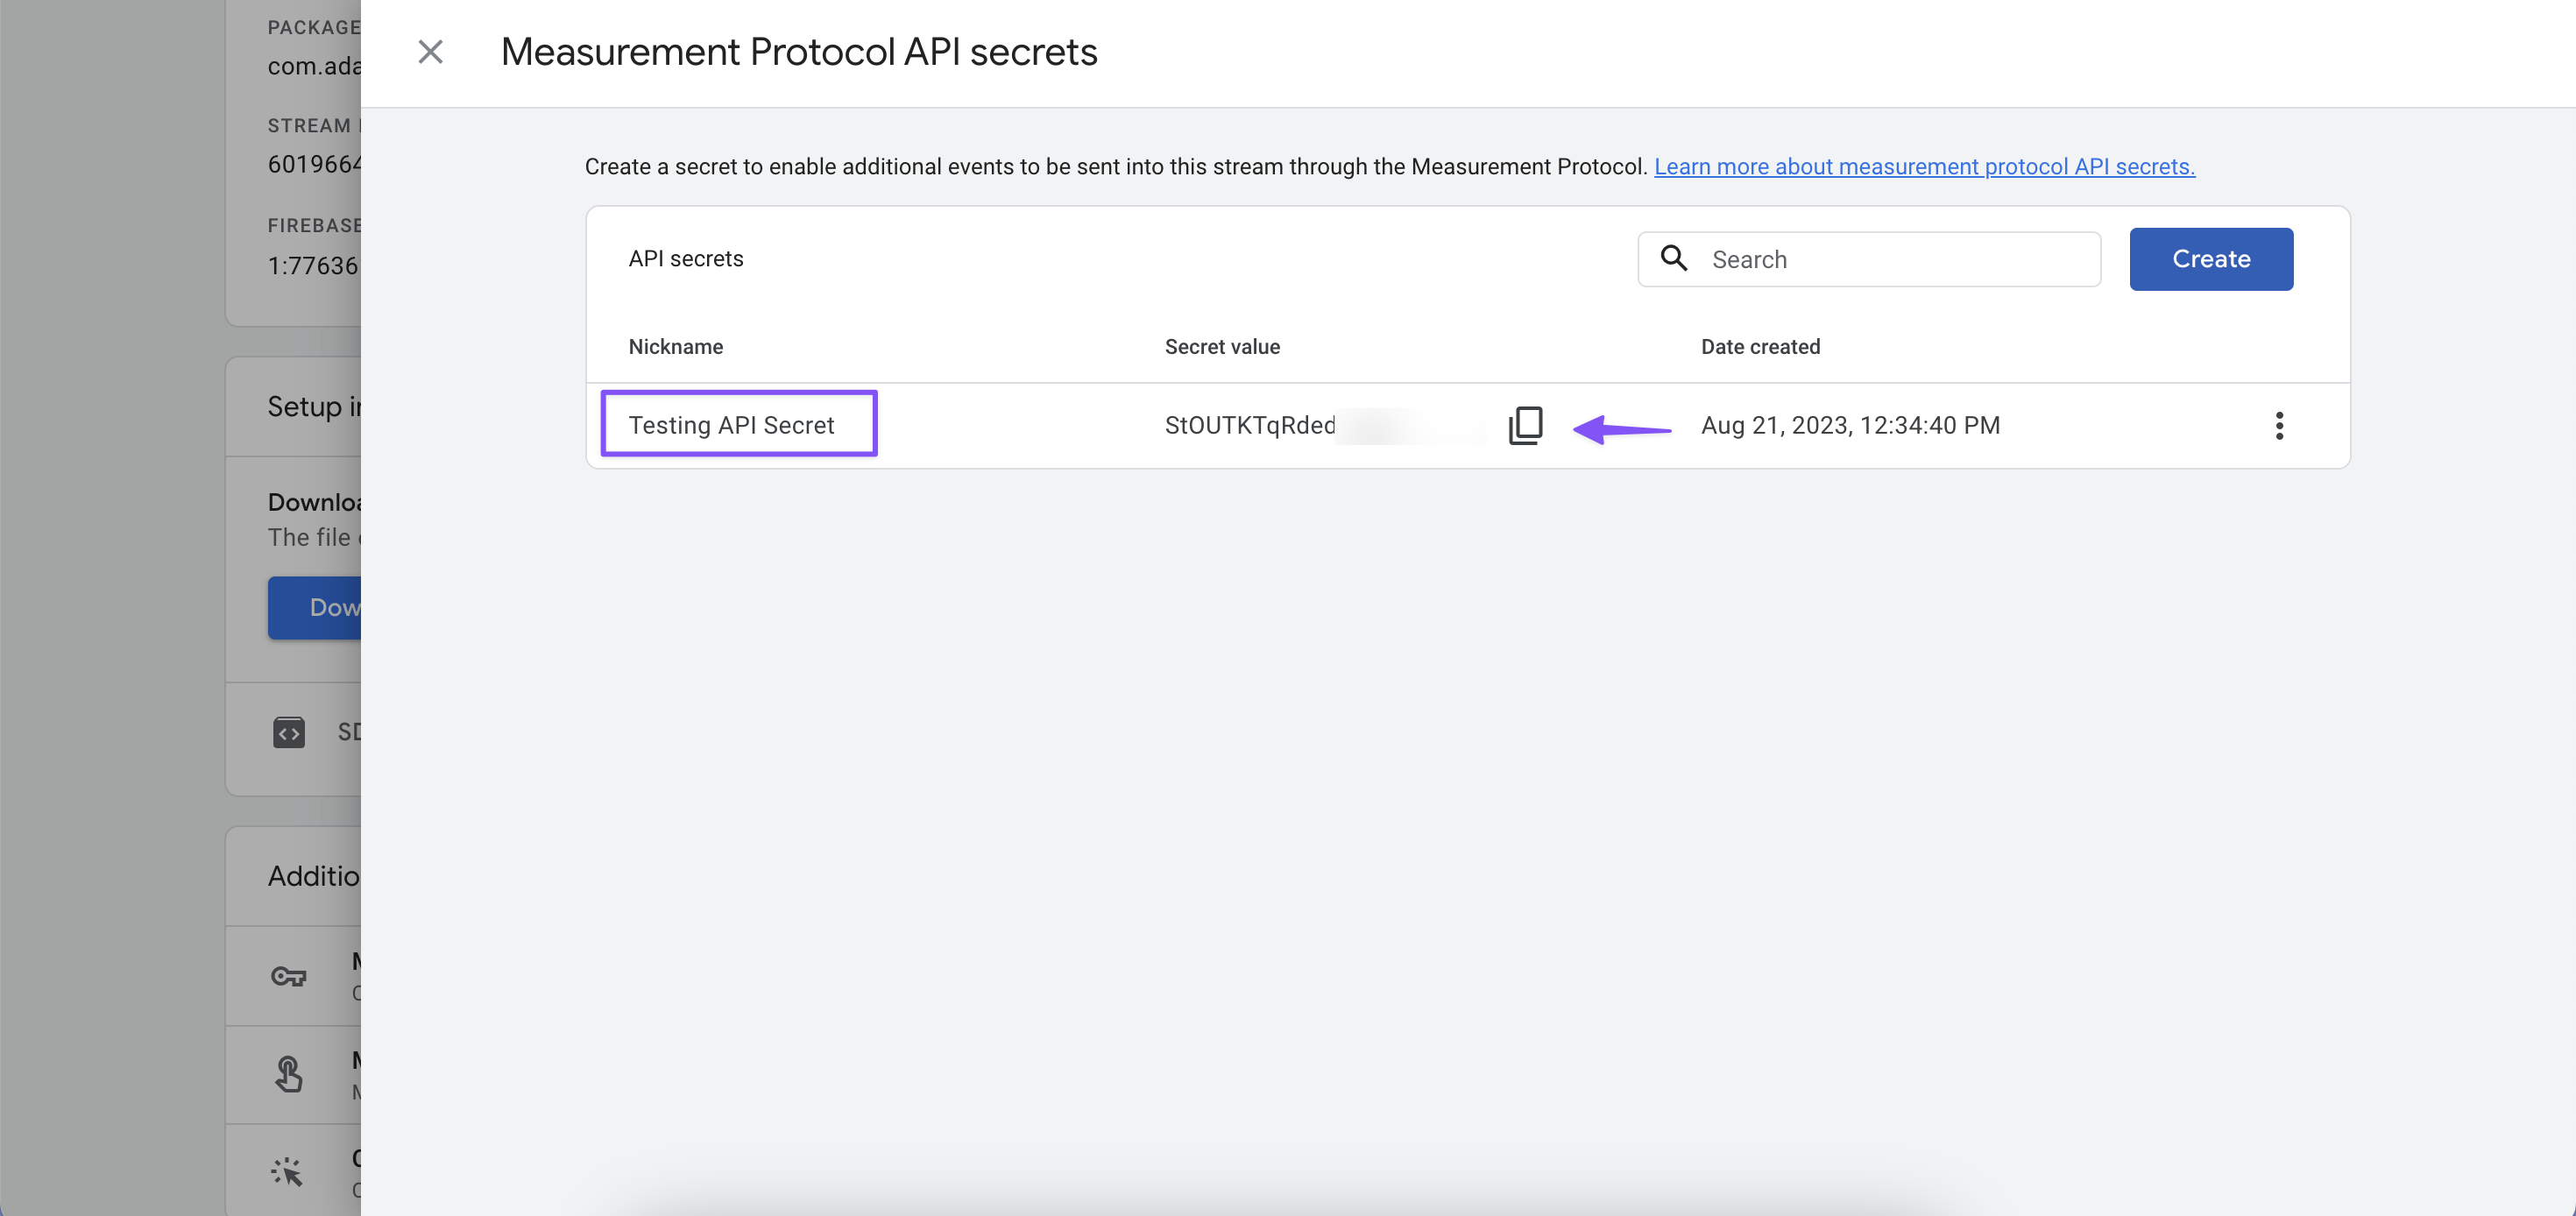 PACKAGE
com.ada
STREAM
601966
FIREBASE
1:77636
Setup
Downloa
The file
Dow
SD
Additio
Measurement Protocol API secrets
Create a secret to enable additional events to be sent into this stream through the Measurement Protocol. Learn more about measurement protocol API secrets.
API secrets
Search
Create
Nickname
Secret value
Date created
Testing API Secret
StOUTKTqRded
Aug 21, 2023, 12:34:40 PM